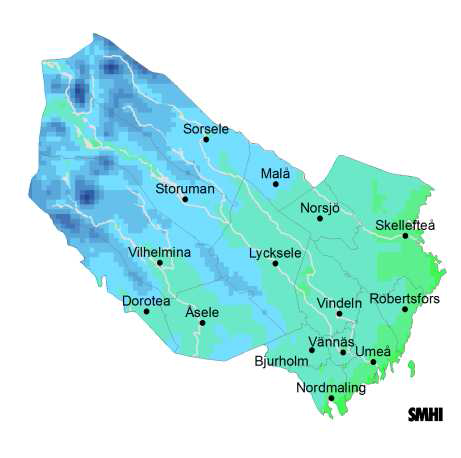 Sorsele
Malå
Storuman
Norsjö
Skellefteå
Vilhelmina
Lycksele
Dorotea
Åsele
Vindeln
Robertsfors
Vännäs
Bjurholm
Umeå
Nordmaling
SMHI